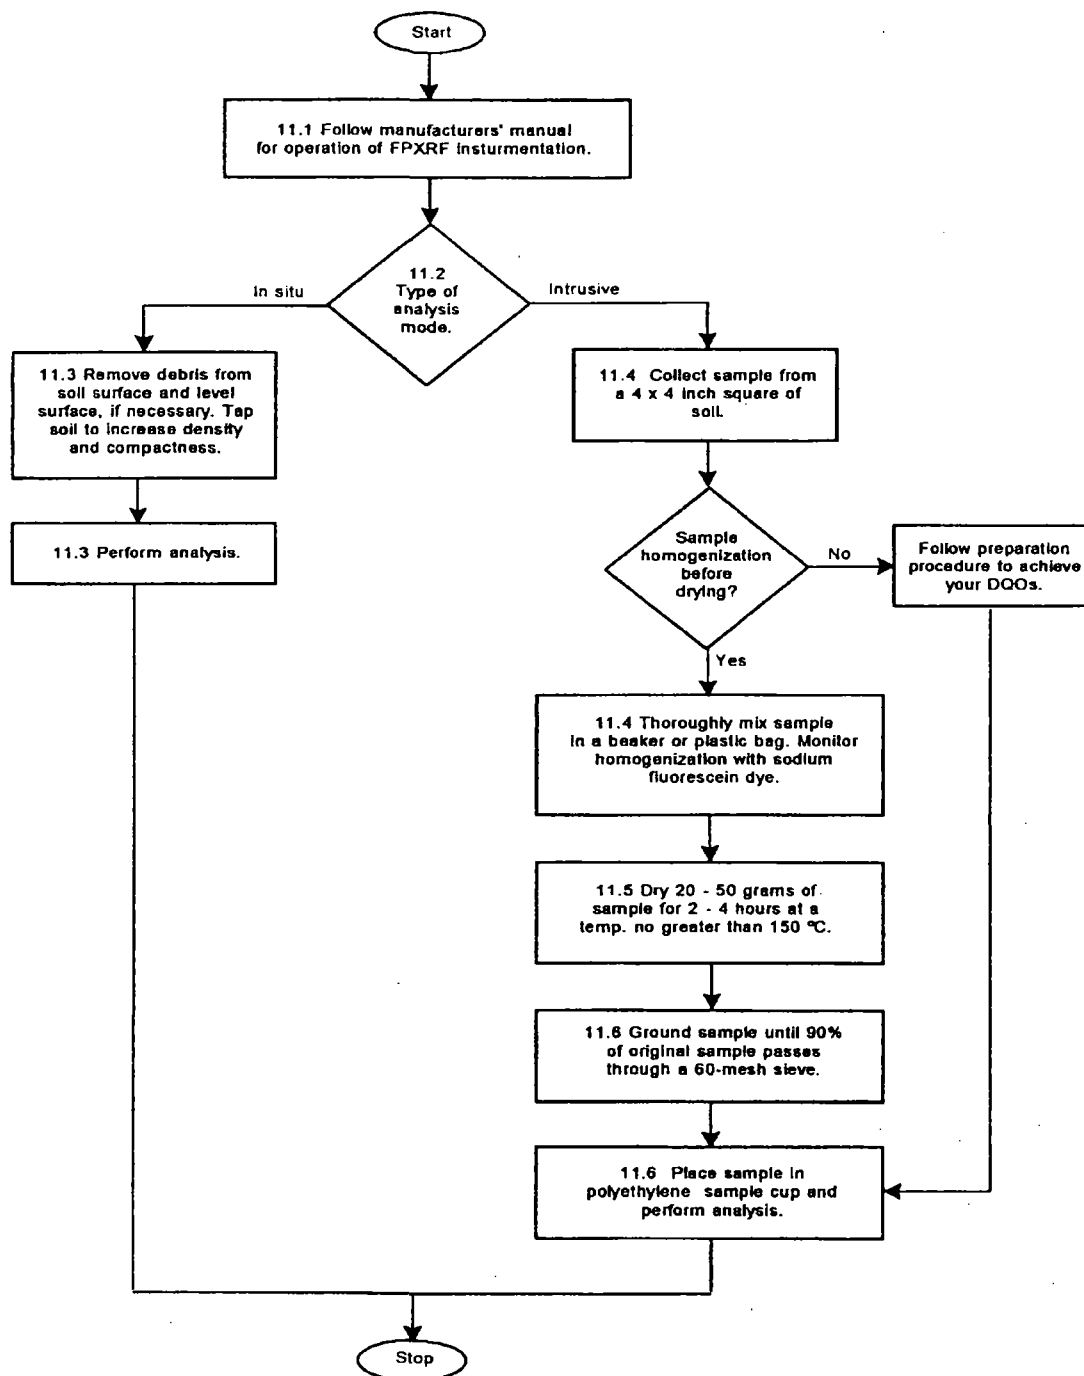 Start
11.1 Follow manufacturers' manual
for operation of FPXRF insturmentation.
11.2
Type of
analysis
mode.
In situ
Intrusive
11.3 Remove debris from
soil surface and level
surface, if necessary. Tap
soil to increase density
and compactness.
11.4 Collect sample from
a 4 x 4 inch square of
soil.
11.3 Perform analysis.
Sample
homogenization
before
drying?
No
Follow preparation
procedure to achieve
your DQOs.
Yes
11.4 Thoroughly mix sample
in a beaker or plastic bag. Monitor
homogenization with sodium
fluorescein dye.
11.5 Dry 20 - 50 grams of
sample for 2 - 4 hours at a
temp. no greater than 150 ºC.
11.6 Ground sample until 90%
of original sample passes
through a 60-mesh sieve.
11.6 Place sample in
polyethylene sample cup and
perform analysis.
Stop